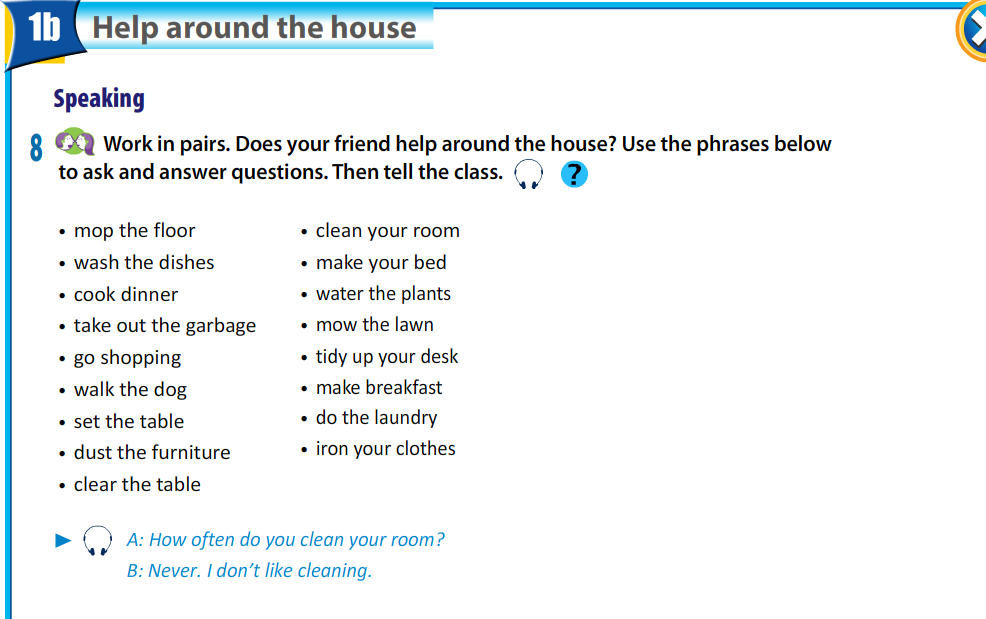 1b Help around the house
Speaking
8 Work in pairs. Does your friend help around the house? Use the phrases below
to ask and answer questions. Then tell the class. ?
• mop the floor
• wash the dishes
• cook dinner
• take out the garbage
• go shopping
• walk the dog
• set the table
• dust the furniture
• clear the table
• clean your room
• make your bed
• water the plants
• mow the lawn
• tidy up your desk
• make breakfast
• do the laundry
• iron your clothes
A: How often do you clean your room?
B: Never. I don't like cleaning.